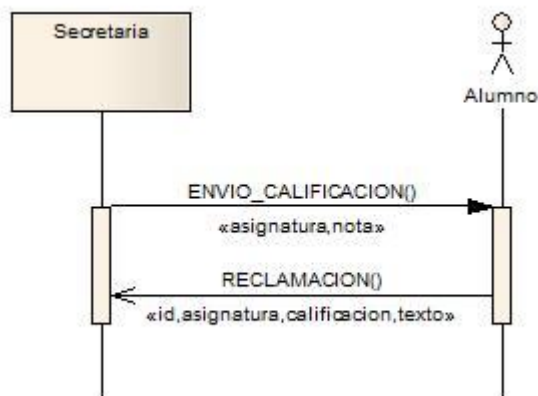 Secretaria
Alumno
ENVIO_CALIFICACION()
«asignatura,nota»
RECLAMACION()
«id,asignatura,calificacion,texto»